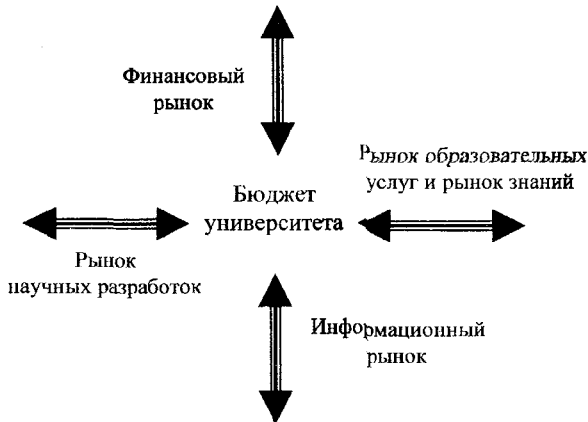 Финансовый
рынок
Рынок образовательных
услуг и рынок знаний
Бюджет
университета
Рынок
научных разработок
Информационный
рынок